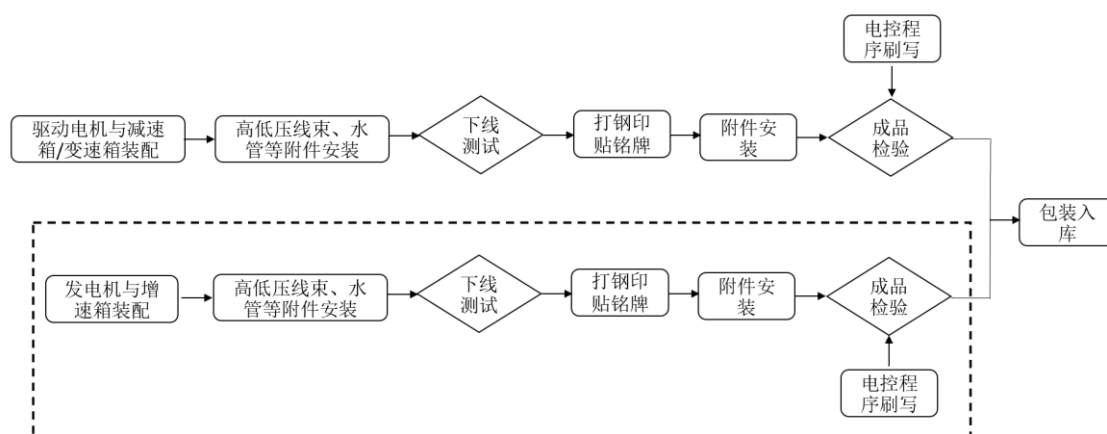 电控程
序刷写
驱动电机与减速
箱/变速箱装配
高低压线束、水
管等附件安装
下线
测试
打钢印
贴铭牌
附件安
装
成品
检验
包装入
库
发电机与增
速箱装配
高低压线束、水
管等附件安装
下线
测试
打钢印
贴铭牌
附件安
装
成品
检验
电控程
序刷写